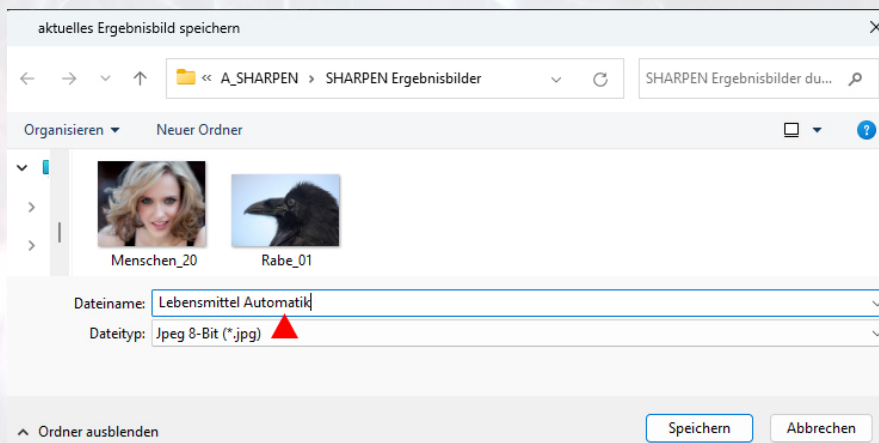 aktuelles Ergebnisbild speichern
« A_SHARPEN > SHARPEN Ergebnisbilder
SHARPEN Ergebnisbilder du...
Organisieren
Neuer Ordner
Menschen_20
Rabe_01
Dateiname: Lebensmittel Automatik
Dateityp: Jpeg 8-Bit (*.jpg)
Ordner ausblenden
Speichern
Abbrechen